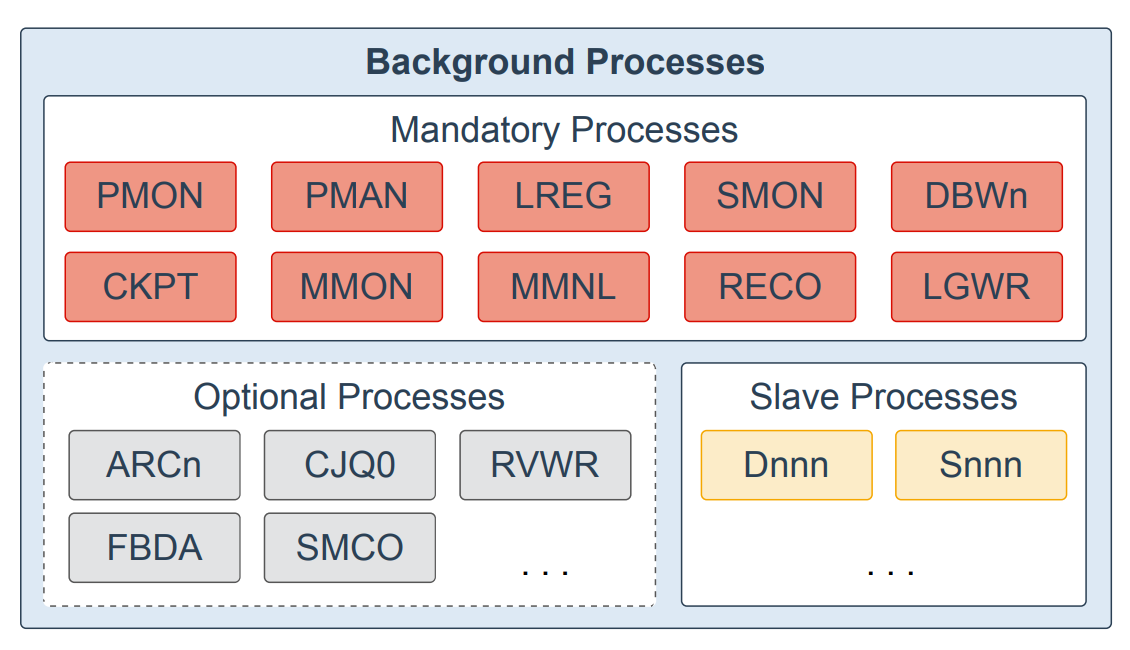 Background Processes
Mandatory Processes
PMON PMAN LREG SMON DBWn
CKPT MMON MMNL RECO LGWR
Optional Processes
ARCn CJQ0 RVWR
FBDA SMCO . . .
Slave Processes
Dnnn Snnn
. . .